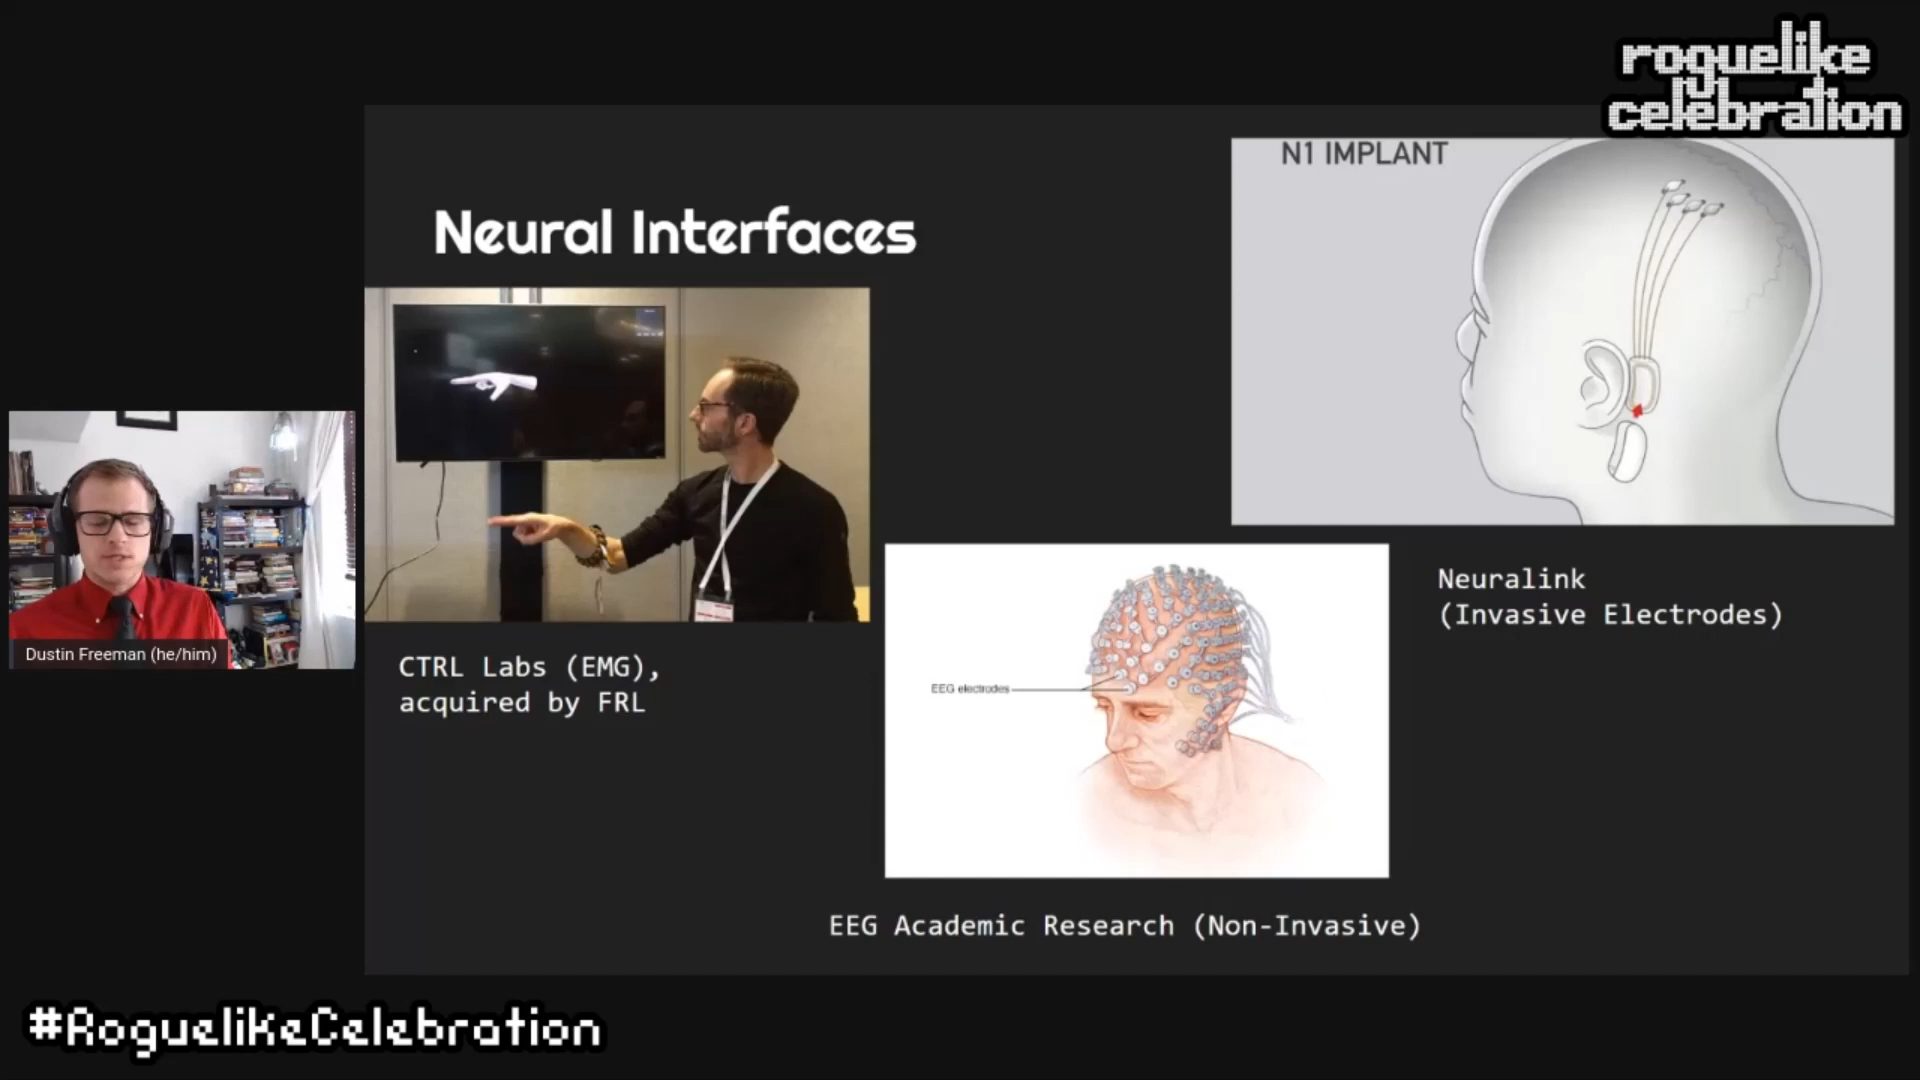 roguelike
celebration
N1 IMPLANT
Neural Interfaces
Neuralink
(Invasive Electrodes)
Dustin Freeman (he/him)
CTRL Labs (EMG),
acquired by FRL
EEG electrodes
EEG Academic Research (Non-Invasive)
#RoguelikeCelebration